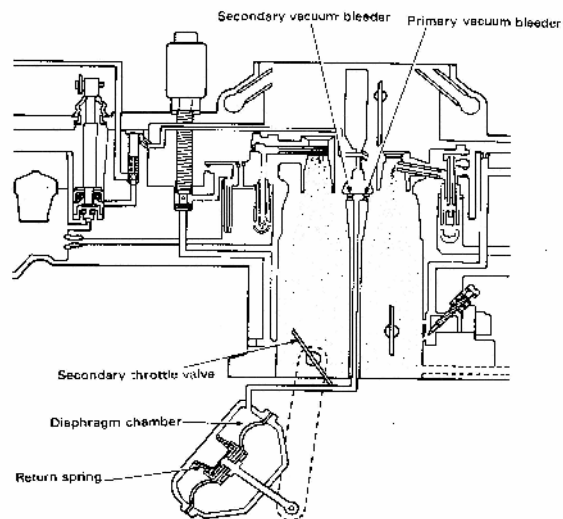 Secondary vacuum bleeder
Primary vacuum bleeder
Secondary throttle valve
Diaphragm chamber
Return spring